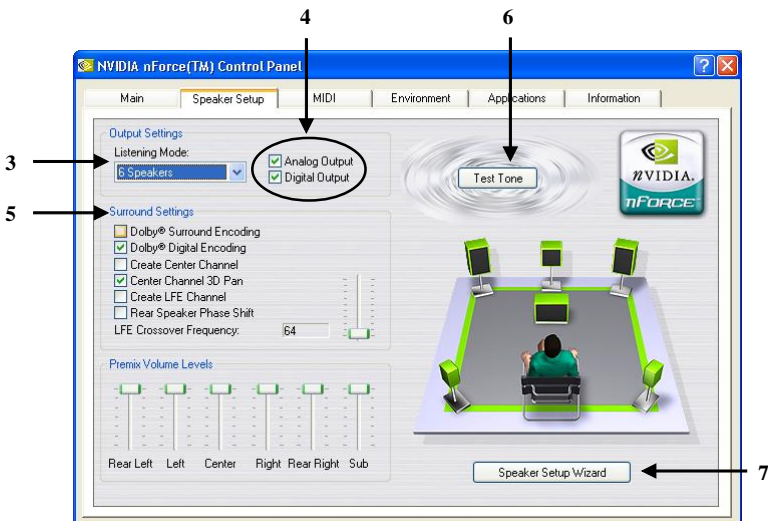 4
6
NVIDIA nForce(TM) Control Panel
Main
Speaker Setup
MIDI
Environment
Applications
Information
Output Settings
3
Listening Mode:
6 Speakers
Analog Output
Digital Output
Test Tone
NVIDIA.
nFORCE
5
Surround Settings
Dolby® Surround Encoding
Dolby® Digital Encoding
Create Center Channel
Center Channel 3D Pan
Create LFE Channel
Rear Speaker Phase Shift
LFE Crossover Frequency: 64
Premix Volume Levels
Rear Left Left Center Right Rear Right Sub
Speaker Setup Wizard
7